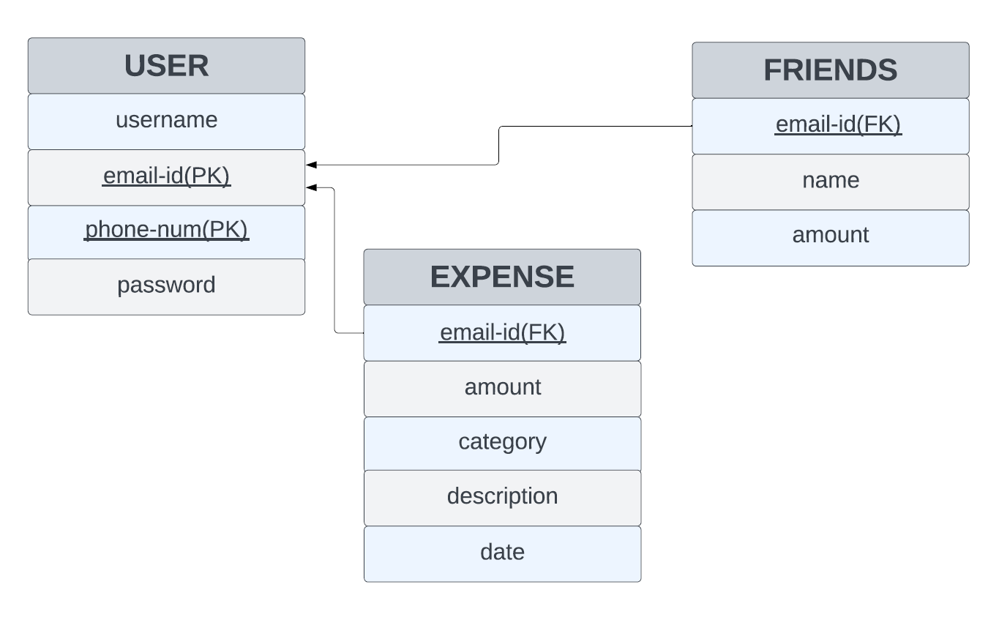 USER
username
email-id(PK)
phone-num(PK)
password
FRIENDS
email-id(FK)
name
amount
EXPENSE
email-id(FK)
amount
category
description
date